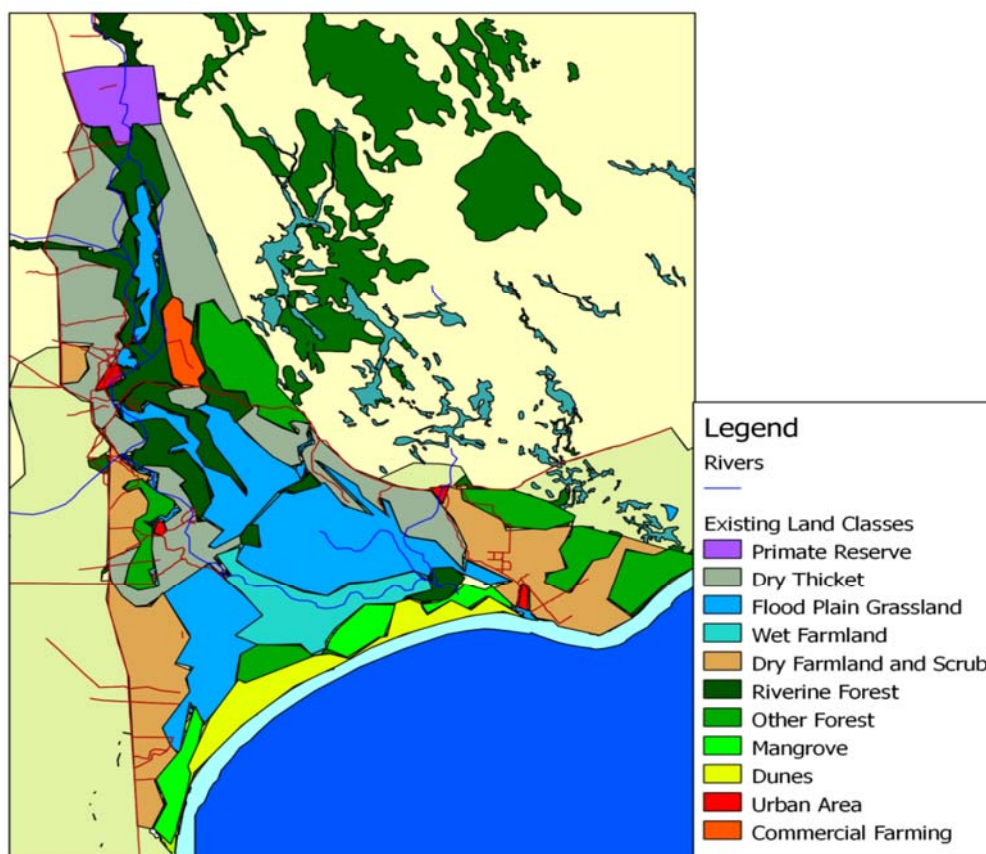 Legend
Rivers
Existing Land Classes
Primate Reserve
Dry Thicket
Flood Plain Grassland
Wet Farmland
Dry Farmland and Scrub
Riverine Forest
Other Forest
Mangrove
Dunes
Urban Area
Commercial Farming